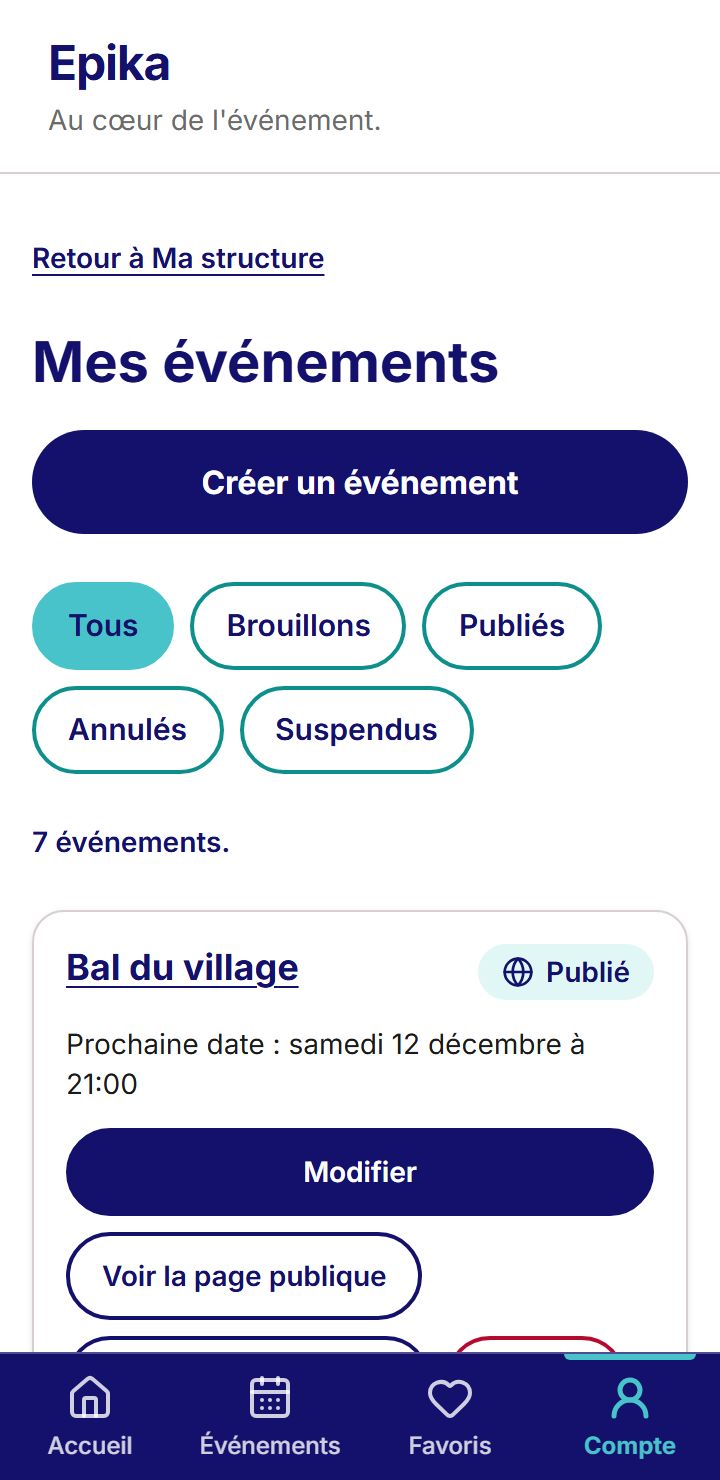 Epika
Au cœur de l'événement.
Retour à Ma structure
Mes événements
Créer un événement
Tous
Brouillons
Publiés
Annulés
Suspendus
7 événements.
Bal du village
Publié
Prochaine date : samedi 12 décembre à
21:00
Modifier
Voir la page publique
Accueil
Événements
Favoris
Compte